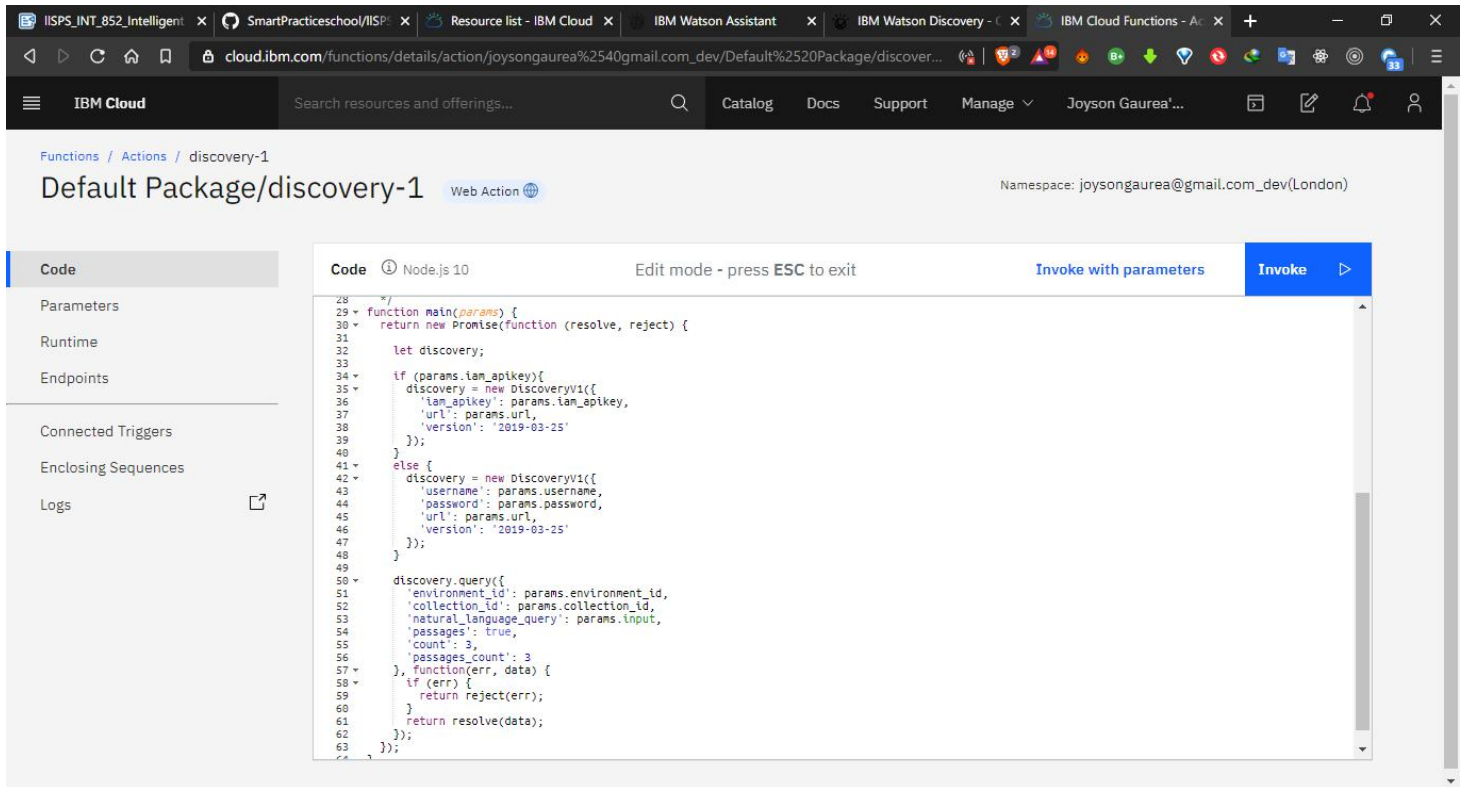 IISPS_INT_852_Intelligent
SmartPracticeschool/IISPS
Resource list - IBM Cloud
IBM Watson Assistant
IBM Watson Discovery - C
IBM Cloud Functions - Ac
cloud.ibm.com/functions/details/action/joysongaurea%2540gmail.com_dev/Default%2520Package/discover...
2
14
B+
33
IBM Cloud
Search resources and offerings...
Catalog
Docs
Support
Manage
Joyson Gaurea'...
Functions / Actions / discovery-1
Default Package/discovery-1
Web Action
Namespace: joysongaurea@gmail.com_dev(London)
Code
Parameters
Runtime
Endpoints
Connected Triggers
Enclosing Sequences
Logs
Code Node.js 10
Edit mode - press ESC to exit
Invoke with parameters
Invoke
28 */
29 function main(params) {
30 return new Promise(function (resolve, reject) {
31
32 let discovery;
33
34 if (params.iam_apikey){
35 discovery = new DiscoveryV1({
36 'iam_apikey': params.iam_apikey,
37 'url': params.url,
38 'version': '2019-03-25'
39 });
40 }
41 else {
42 discovery = new DiscoveryV1({
43 'username': params.username,
44 'password': params.password,
45 'url': params.url,
46 'version': '2019-03-25'
47 });
48 }
49
50 discovery.query({
51 'environment_id': params.environment_id,
52 'collection_id': params.collection_id,
53 'natural_language_query': params.input,
54 'passages': true,
55 'count': 3,
56 'passages_count': 3
57 }, function(err, data) {
58 if (err) {
59 return reject(err);
60 }
61 return resolve(data);
62 });
63 });